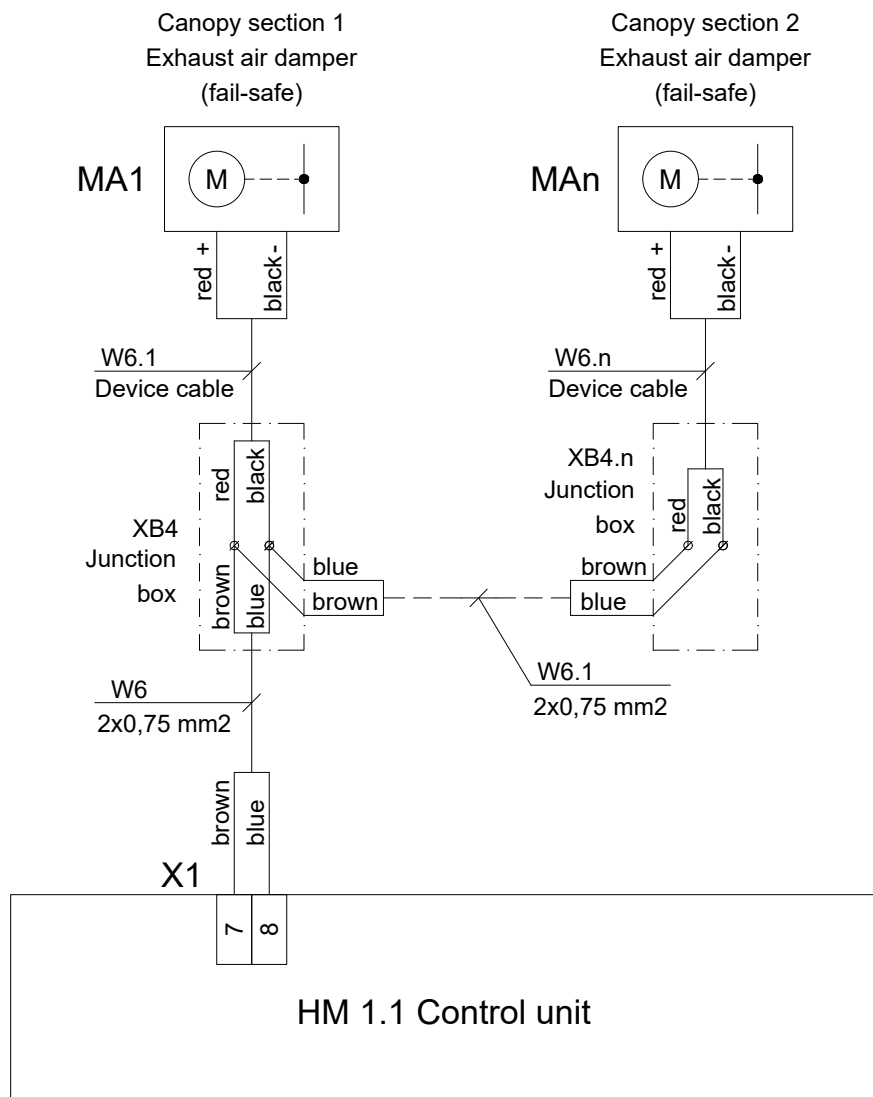 Canopy section 1
Exhaust air damper
(fail-safe)
Canopy section 2
Exhaust air damper
(fail-safe)
MA1
M
MAn
M
red +
black -
red +
black -
W6.1
Device cable
W6.n
Device cable
red
black
XB4
Junction
box
brown
blue
blue
brown
XB4.n
Junction
box
red
black
brown
blue
W6.1
2x0,75 mm2
W6
2x0,75 mm2
brown
blue
X1
7
8
HM 1.1 Control unit